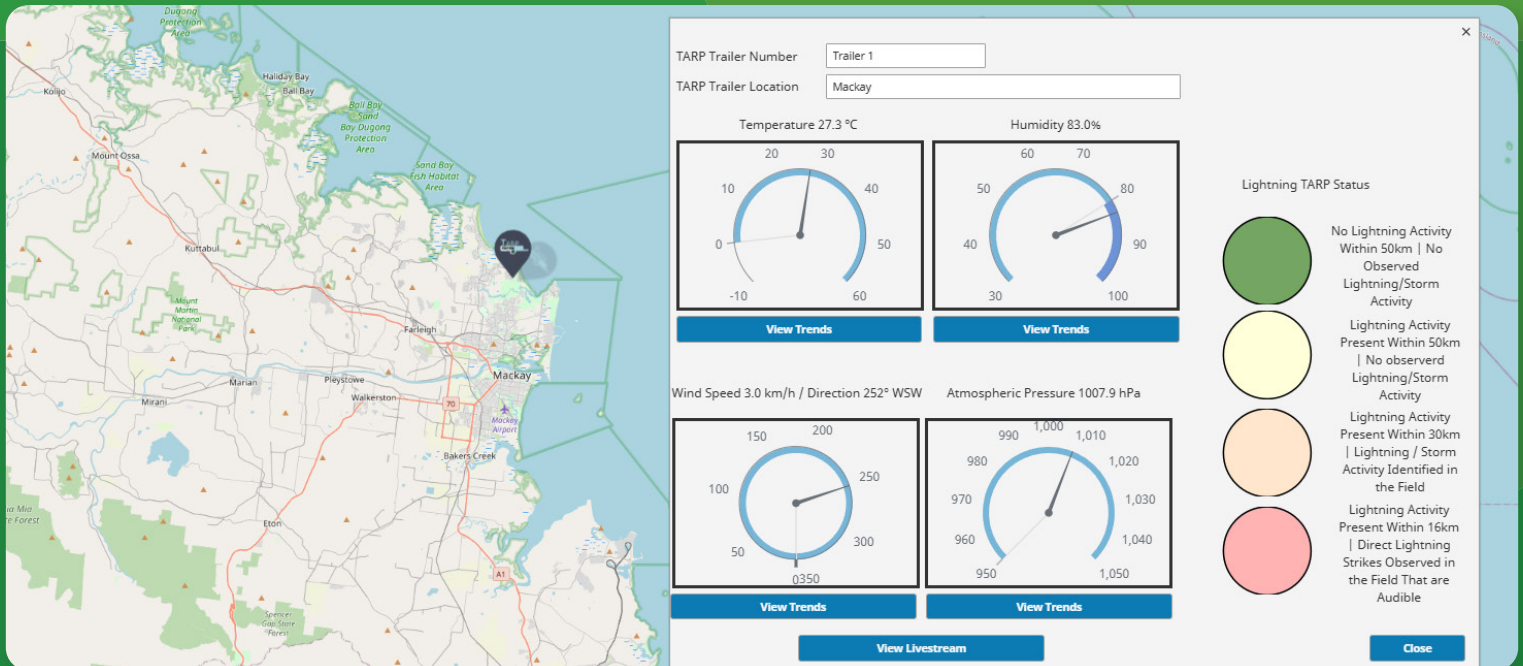 Dugong
Protection
Area
Haliday Bay
Ball Bay
Kolijo
Ball Bay
Sand
Bay Dugong
Protection
Area
Mount Ossa
Sand Bay
Fish Habitat
Area
Kuttabul
Mount
Martin
National
Park
Farleigh
Mackay
Marian
Pleystowe
Walkerston
Mirani
70
Mackay
Airport
Bakers Creek
Eton
A1
Spencer
Gap State
Forest
×
TARP Trailer Number
Trailer 1
TARP Trailer Location
Mackay
Temperature 27.3 °C
-10
0
10
20
30
40
50
60
View Trends
Humidity 83.0%
30
40
50
60
70
80
90
100
View Trends
Wind Speed 3.0 km/h / Direction 252° WSW
0
50
100
150
200
250
300
350
View Trends
Atmospheric Pressure 1007.9 hPa
950
960
970
980
990
1,000
1,010
1,020
1,030
1,040
1,050
View Trends
Lightning TARP Status
No Lightning Activity
Within 50km | No
Observed
Lightning/Storm
Activity
Lightning Activity
Present Within 50km
| No observerd
Lightning/Storm
Activity
Lightning Activity
Present Within 30km
| Lightning / Storm
Activity Identified in
the Field
Lightning Activity
Present Within 16km
| Direct Lightning
Strikes Observed in
the Field That are
Audible
View Livestream
Close